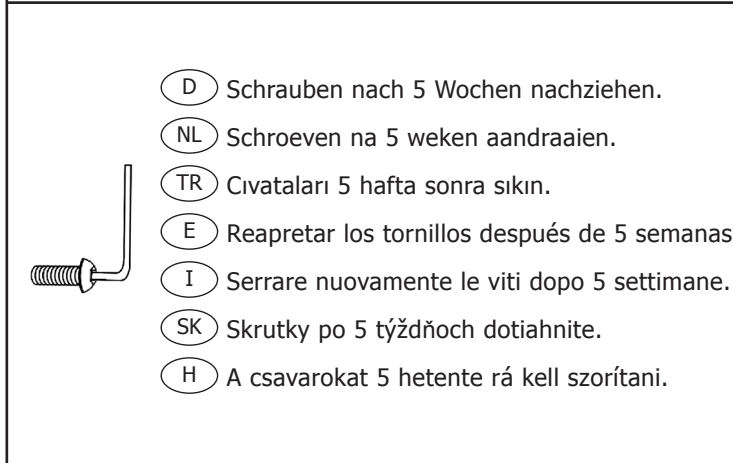 D Schrauben nach 5 Wochen nachziehen.
NL Schroeven na 5 weken aandraaien.
TR Cıvataları 5 hafta sonra sıkın.
E Reapretar los tornillos después de 5 semanas
I Serrare nuovamente le viti dopo 5 settimane.
SK Skrutky po 5 týždňoch dotiahnite.
H A csavarokat 5 hetente rá kell szorítani.